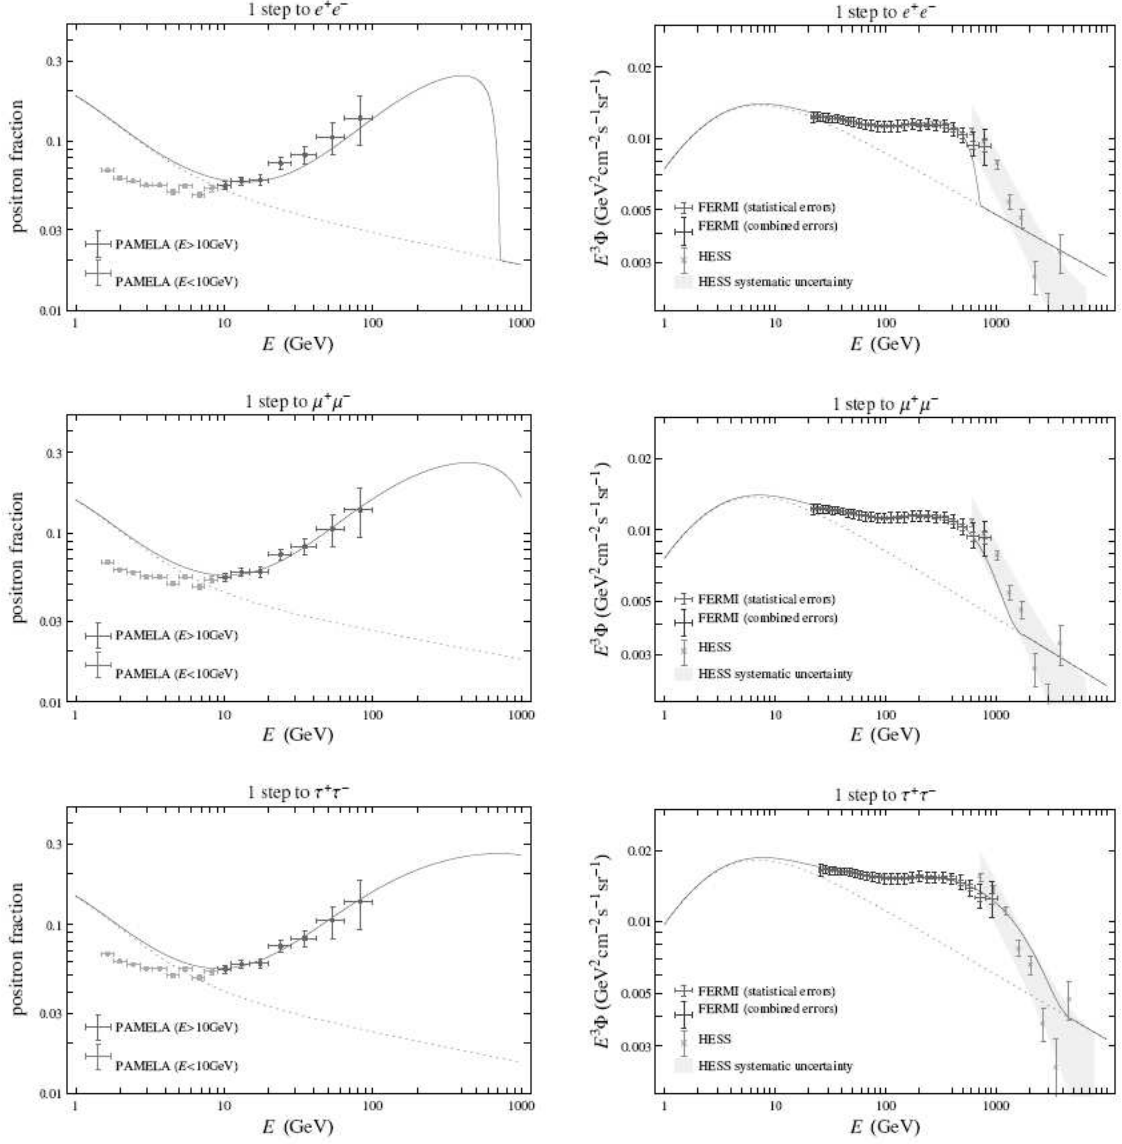 1 step to e⁺e⁻
positron fraction
0.3
0.1
0.03
0.01
PAMELA (E>10GeV)
PAMELA (E<10GeV)
1 10 100 1000
E (GeV)
1 step to e⁺e⁻
E³Φ (GeV²cm⁻²s⁻¹sr⁻¹)
0.02
0.01
0.005
0.003
FERMI (statistical errors)
FERMI (combined errors)
HESS
HESS systematic uncertainty
1 10 100 1000
E (GeV)
1 step to μ⁺μ⁻
positron fraction
0.3
0.1
0.03
0.01
PAMELA (E>10GeV)
PAMELA (E<10GeV)
1 10 100 1000
E (GeV)
1 step to μ⁺μ⁻
E³Φ (GeV²cm⁻²s⁻¹sr⁻¹)
0.02
0.01
0.005
0.003
FERMI (statistical errors)
FERMI (combined errors)
HESS
HESS systematic uncertainty
1 10 100 1000
E (GeV)
1 step to τ⁺τ⁻
positron fraction
0.3
0.1
0.03
0.01
PAMELA (E>10GeV)
PAMELA (E<10GeV)
1 10 100 1000
E (GeV)
1 step to τ⁺τ⁻
E³Φ (GeV²cm⁻²s⁻¹sr⁻¹)
0.02
0.01
0.005
0.003
FERMI (statistical errors)
FERMI (combined errors)
HESS
HESS systematic uncertainty
1 10 100 1000
E (GeV)